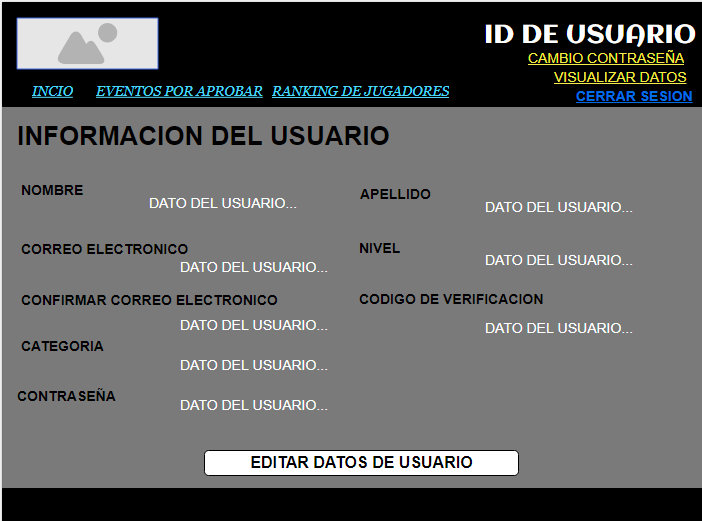 ID DE USUARIO
CAMBIO CONTRASEÑA
VISUALIZAR DATOS
CERRAR SESION
INCIO EVENTOS POR APROBAR RANKING DE JUGADORES
INFORMACION DEL USUARIO
NOMBRE
DATO DEL USUARIO...
APELLIDO
DATO DEL USUARIO...
CORREO ELECTRONICO
DATO DEL USUARIO...
NIVEL
DATO DEL USUARIO...
CONFIRMAR CORREO ELECTRONICO
DATO DEL USUARIO...
CODIGO DE VERIFICACION
DATO DEL USUARIO...
CATEGORIA
DATO DEL USUARIO...
CONTRASEÑA
DATO DEL USUARIO...
EDITAR DATOS DE USUARIO